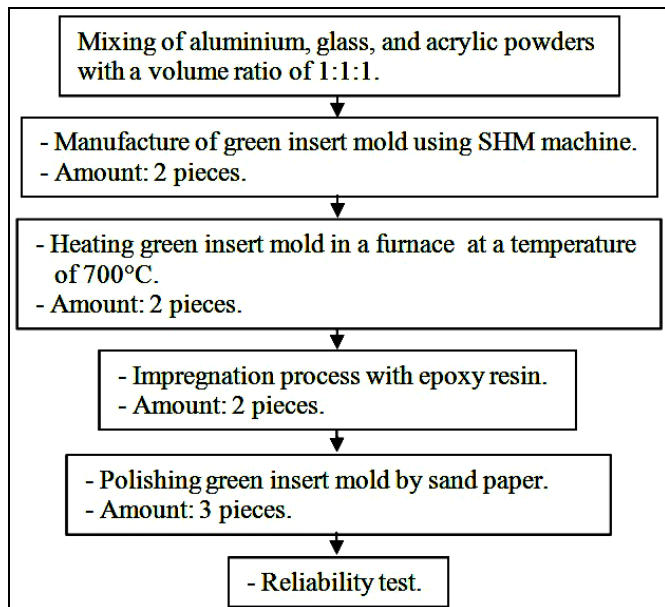 Mixing of aluminium, glass, and acrylic powders
with a volume ratio of 1:1:1.
- Manufacture of green insert mold using SHM machine.
- Amount: 2 pieces.
- Heating green insert mold in a furnace at a temperature
of 700°C.
- Amount: 2 pieces.
- Impregnation process with epoxy resin.
- Amount: 2 pieces.
- Polishing green insert mold by sand paper.
- Amount: 3 pieces.
- Reliability test.